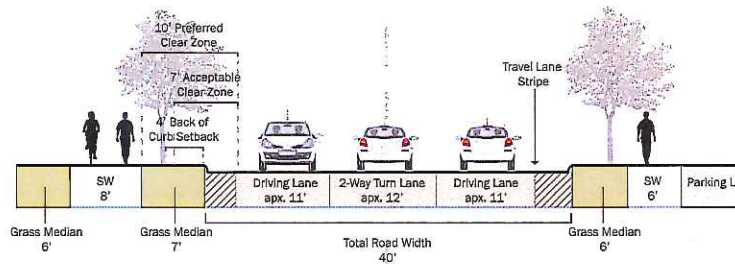 10' Preferred
Clear Zone
7' Acceptable
Clear Zone
4' Back of
Curb Setback
Travel Lane
Stripe
SW
8'
Driving Lane
apx. 11'
2-Way Turn Lane
apx. 12'
Driving Lane
apx. 11'
SW
6'
Parking L
Grass Median
6'
Grass Median
7'
Total Road Width
40'
Grass Median
6'